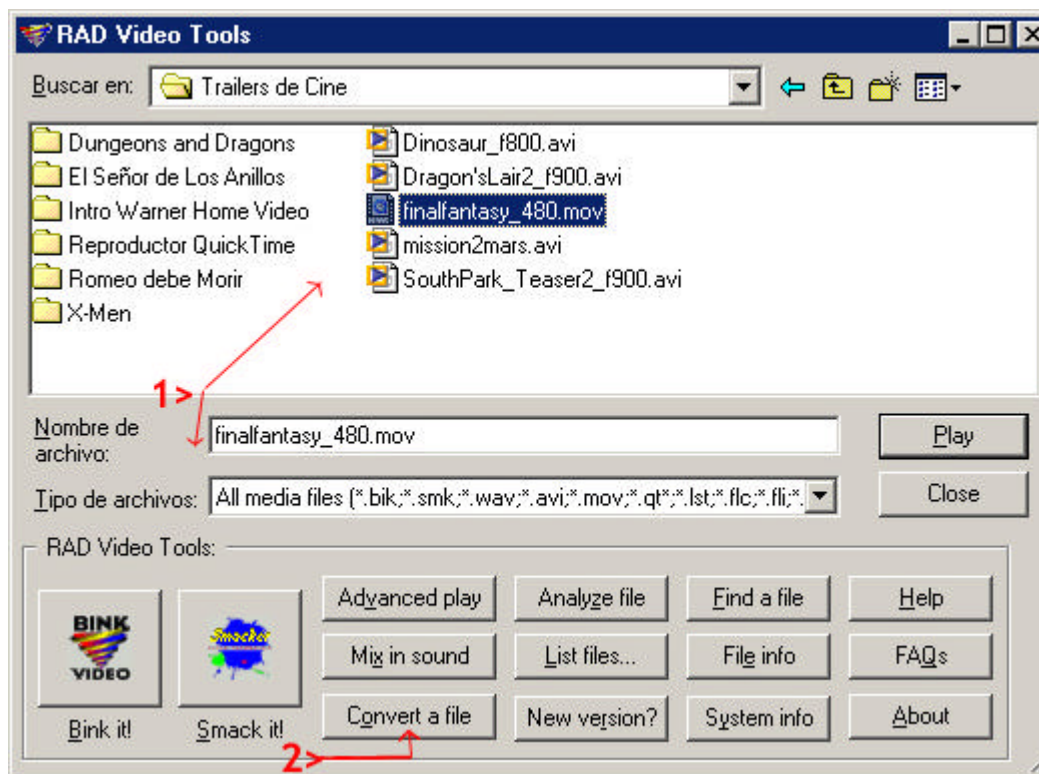 RAD Video Tools
Buscar en: Trailers de Cine
Dungeons and Dragons
El Señor de Los Anillos
Intro Warner Home Video
Reproductor QuickTime
Romeo debe Morir
X-Men
Dinosaur_f800.avi
Dragon'sLair2_f900.avi
finalfantasy_480.mov
mission2mars.avi
SouthPark_Teaser2_f900.avi
1>
Nombre de
archivo:
finalfantasy_480.mov
Play
Tipo de archivos: All media files (*.bik;*.smk;*.wav;*.avi;*.mov;*.qt*;*.lst;*.flc;*.fli;*.
Close
RAD Video Tools:
BINK
VIDEO
Bink it!
Smacker
Smack it!
Advanced play Analyze file Find a file Help
Mix in sound List files... File info FAQs
Convert a file New version? System info About
2>